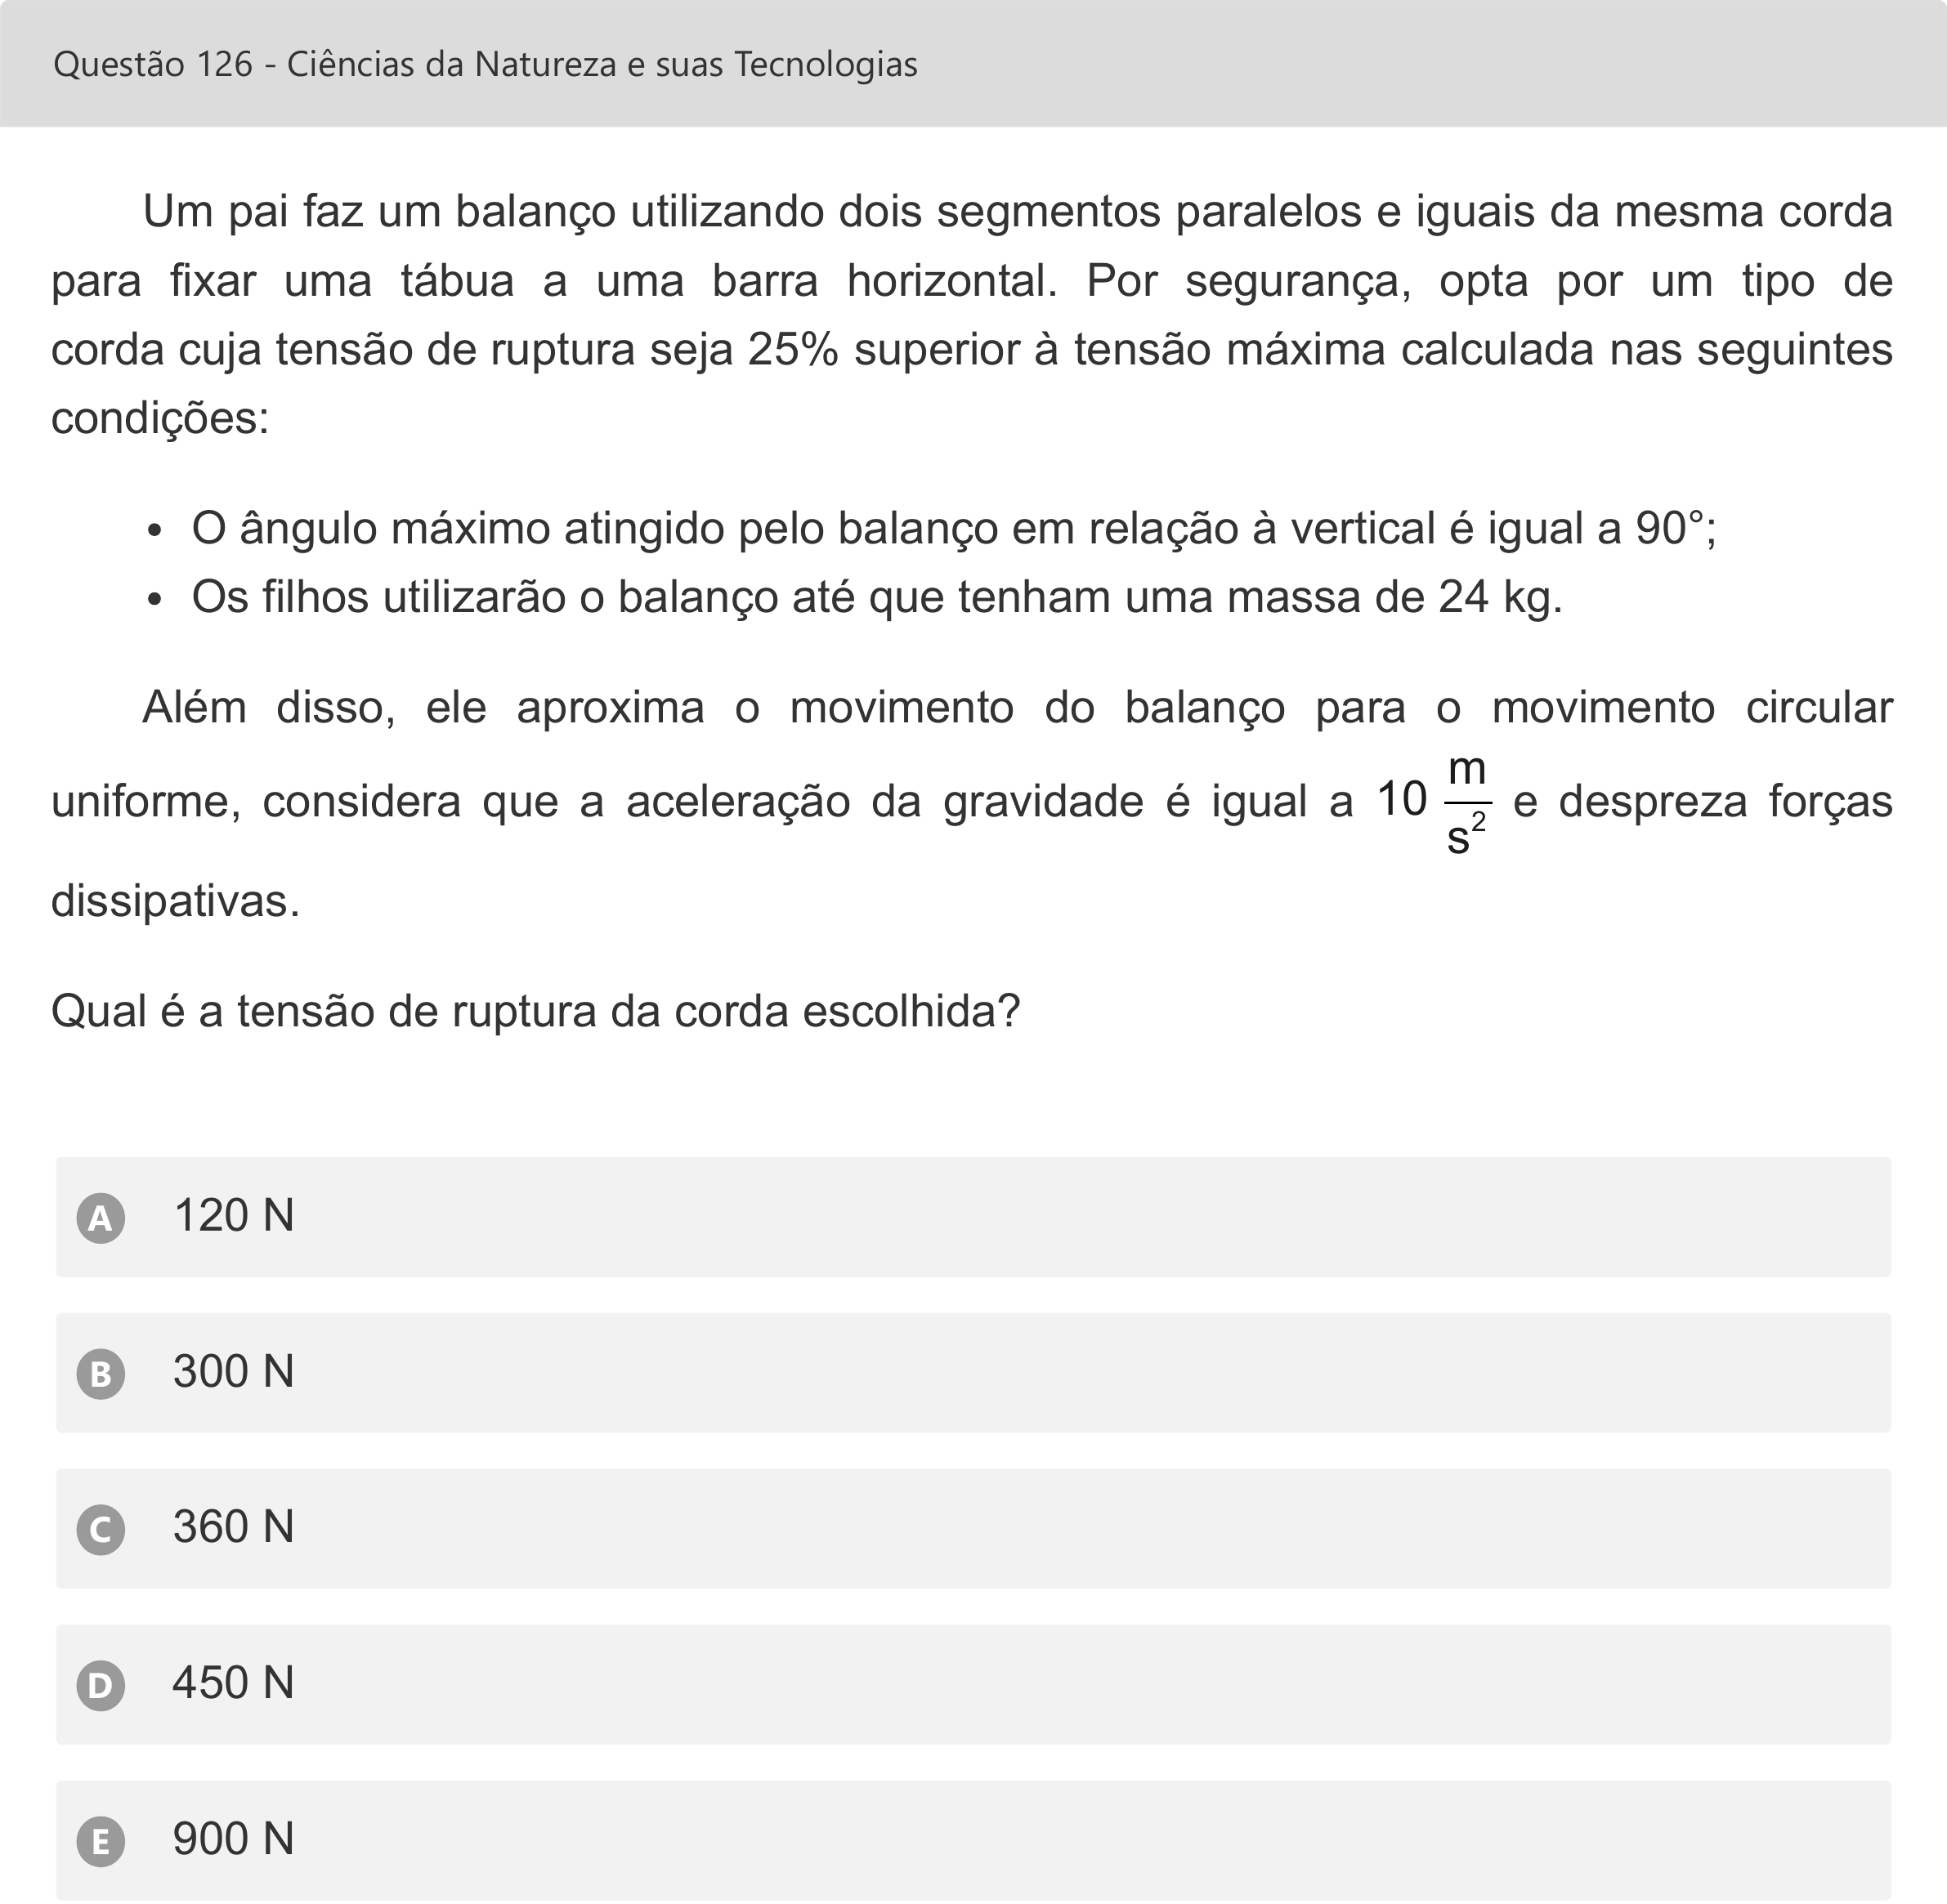 Questão 126 - Ciências da Natureza e suas Tecnologias
Um pai faz um balanço utilizando dois segmentos paralelos e iguais da mesma corda
para fixar uma tábua a uma barra horizontal. Por segurança, opta por um tipo de
corda cuja tensão de ruptura seja 25% superior à tensão máxima calculada nas seguintes
condições:
• O ângulo máximo atingido pelo balanço em relação à vertical é igual a 90°;
• Os filhos utilizarão o balanço até que tenham uma massa de 24 kg.
Além disso, ele aproxima o movimento do balanço para o movimento circular
uniforme, considera que a aceleração da gravidade é igual a 10 m/s² e despreza forças
dissipativas.
Qual é a tensão de ruptura da corda escolhida?
A 120 N
B 300 N
C 360 N
D 450 N
E 900 N